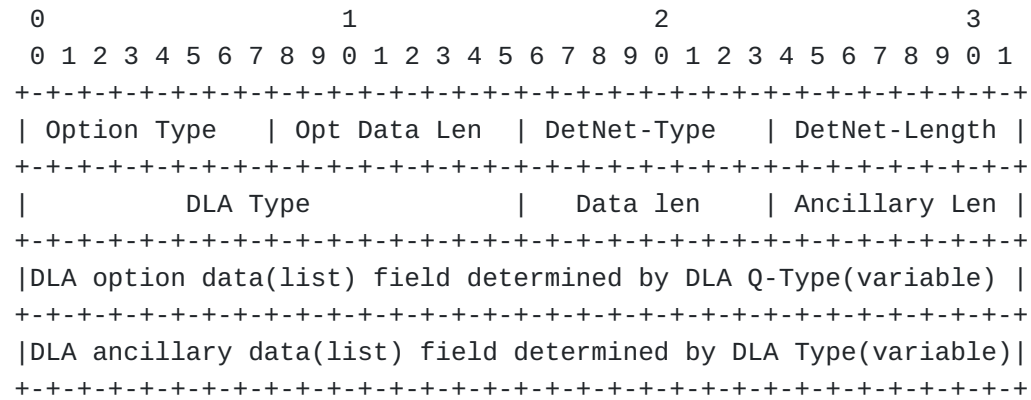 0                   1                   2                   3
 0 1 2 3 4 5 6 7 8 9 0 1 2 3 4 5 6 7 8 9 0 1 2 3 4 5 6 7 8 9 0 1
+-+-+-+-+-+-+-+-+-+-+-+-+-+-+-+-+-+-+-+-+-+-+-+-+-+-+-+-+-+-+-+-+
| Option Type   | Opt Data Len  | DetNet-Type   | DetNet-Length |
+-+-+-+-+-+-+-+-+-+-+-+-+-+-+-+-+-+-+-+-+-+-+-+-+-+-+-+-+-+-+-+-+
|          DLA Type             |   Data len    | Ancillary Len |
+-+-+-+-+-+-+-+-+-+-+-+-+-+-+-+-+-+-+-+-+-+-+-+-+-+-+-+-+-+-+-+-+
|DLA option data(list) field determined by DLA Q-Type(variable) |
+-+-+-+-+-+-+-+-+-+-+-+-+-+-+-+-+-+-+-+-+-+-+-+-+-+-+-+-+-+-+-+-+
|DLA ancillary data(list) field determined by DLA Type(variable)|
+-+-+-+-+-+-+-+-+-+-+-+-+-+-+-+-+-+-+-+-+-+-+-+-+-+-+-+-+-+-+-+-+